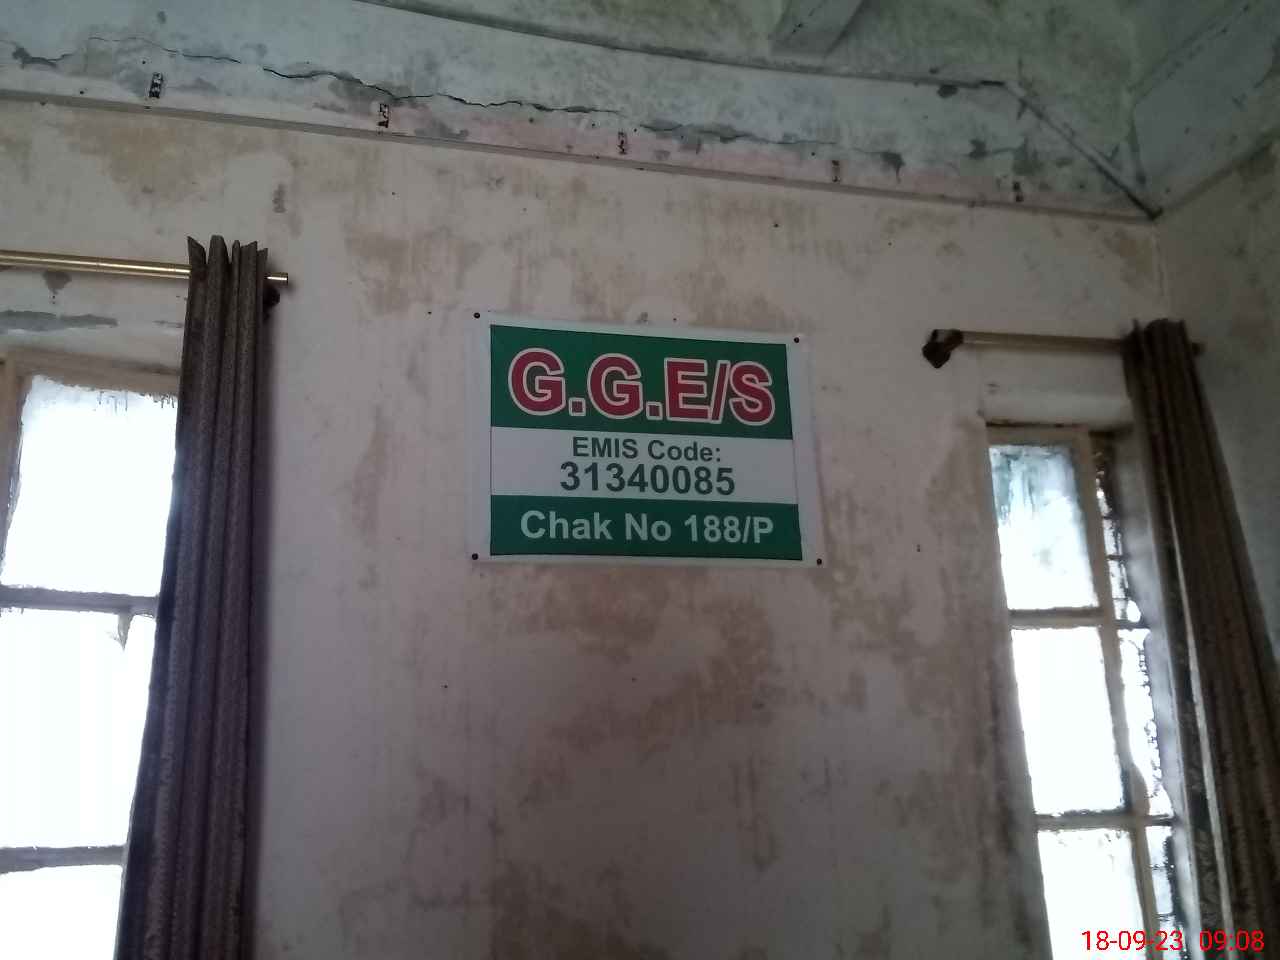 G.G.E/S
EMIS Code:
31340085
Chak No 188/P
18-09-23 09:08